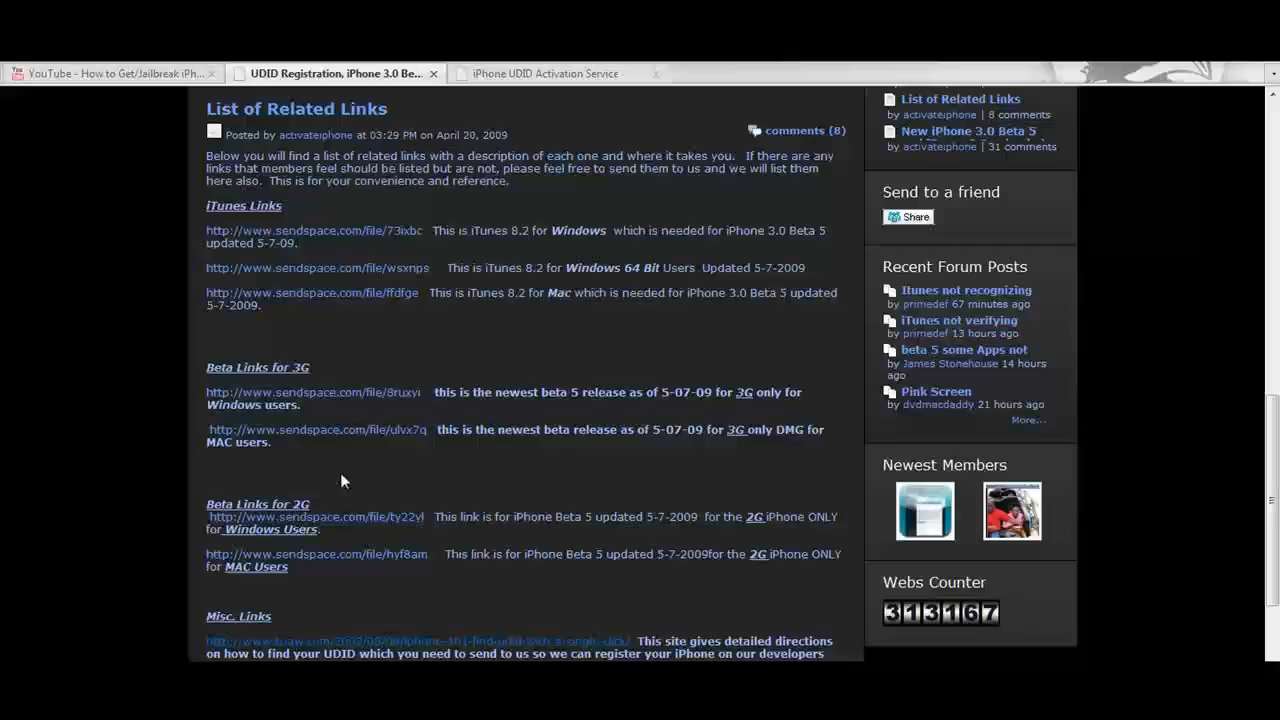 YouTube - How to Get/Jailbreak iPh...
UDID Registration, iPhone 3.0 Be...
iPhone UDID Activation Service
List of Related Links
Posted by activateiphone at 03:29 PM on April 20, 2009
comments (8)
Below you will find a list of related links with a description of each one and where it takes you. If there are any
links that members feel should be listed but are not, please feel free to send them to us and we will list them
here also. This is for your convenience and reference.
iTunes Links
http://www.sendspace.com/file/73ixbc This is iTunes 8.2 for Windows which is needed for iPhone 3.0 Beta 5
updated 5-7-09.
http://www.sendspace.com/file/wsxnps This is iTunes 8.2 for Windows 64 Bit Users Updated 5-7-2009
http://www.sendspace.com/file/ffdfge This is iTunes 8.2 for Mac which is needed for iPhone 3.0 Beta 5 updated
5-7-2009.
Beta Links for 3G
this is the newest beta 5 release as of 5-07-09 for 3G only for
Windows users.
http://www.sendspace.com/file/ulvx7q this is the newest beta release as of 5-07-09 for 3G only DMG for
MAC users.
Beta Links for 2G
This link is for iPhone Beta 5 updated 5-7-2009 for the 2G iPhone ONLY
for Windows Users.
http://www.sendspace.com/file/hyf8am This link is for iPhone Beta 5 updated 5-7-2009for the 2G iPhone ONLY
for MAC Users
Misc. Links
This site gives detailed directions
on how to find your UDID which you need to send to us so we can register your iPhone on our developers
List of Related Links
by activateiphone | 8 comments
New iPhone 3.0 Beta 5
by activateiphone | 31 comments
Send to a friend
Share
Recent Forum Posts
Itunes not recognizing
by primedef 67 minutes ago
iTunes not verifying
by primedef 13 hours ago
beta 5 some Apps not
by James Stonehouse 14 hours
ago
Pink Screen
by dvdmacdaddy 21 hours ago
More...
Newest Members
Webs Counter
313167